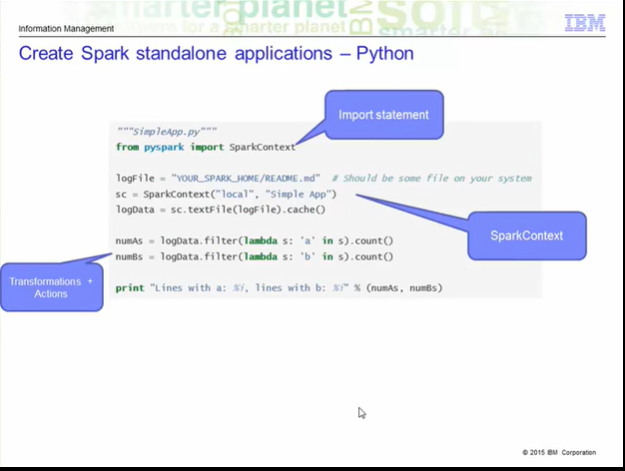 Information Management
IBM
Create Spark standalone applications – Python
Import statement
"""SimpleApp.py"""
from pyspark import SparkContext
logFile = "YOUR_SPARK_HOME/README.md" # Should be some file on your system
sc = SparkContext("local", "Simple App")
logData = sc.textFile(logFile).cache()
SparkContext
numAs = logData.filter(lambda s: 'a' in s).count()
numBs = logData.filter(lambda s: 'b' in s).count()
Transformations +
Actions
print "Lines with a: %i, lines with b: %i" % (numAs, numBs)
© 2015 IBM Corporation